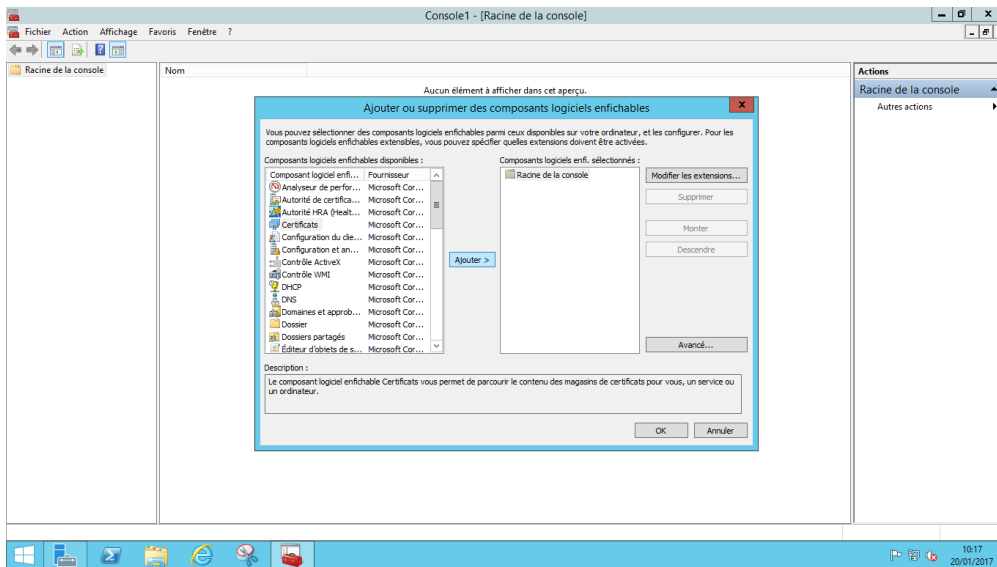 Console1 - [Racine de la console]
Fichier Action Affichage Favoris Fenêtre ?
Racine de la console
Nom
Aucun élément à afficher dans cet aperçu.
Actions
Racine de la console
Autres actions
Ajouter ou supprimer des composants logiciels enfichables
Vous pouvez sélectionner des composants logiciels enfichables parmi ceux disponibles sur votre ordinateur, et les configurer. Pour les
composants logiciels enfichables extensibles, vous pouvez spécifier quelles extensions doivent être activées.
Composants logiciels enfichables disponibles :
Composant logiciel enfi... Fournisseur
Analyseur de perfor... Microsoft Cor...
Autorité de certifica... Microsoft Cor...
Autorité HRA (Healt... Microsoft Cor...
Certificats Microsoft Cor...
Configuration du clie... Microsoft Cor...
Configuration et an... Microsoft Cor...
Contrôle ActiveX Microsoft Cor...
Contrôle WMI Microsoft Cor...
DHCP Microsoft Cor...
DNS Microsoft Cor...
Domaines et approb... Microsoft Cor...
Dossier Microsoft Cor...
Dossiers partagés Microsoft Cor...
Éditeur d'objets de s... Microsoft Cor...
Ajouter >
Composants logiciels enfi. sélectionnés :
Racine de la console
Modifier les extensions...
Supprimer
Monter
Descendre
Avancé...
Description :
Le composant logiciel enfichable Certificats vous permet de parcourir le contenu des magasins de certificats pour vous, un service ou
un ordinateur.
OK Annuler
10:17
20/01/2017